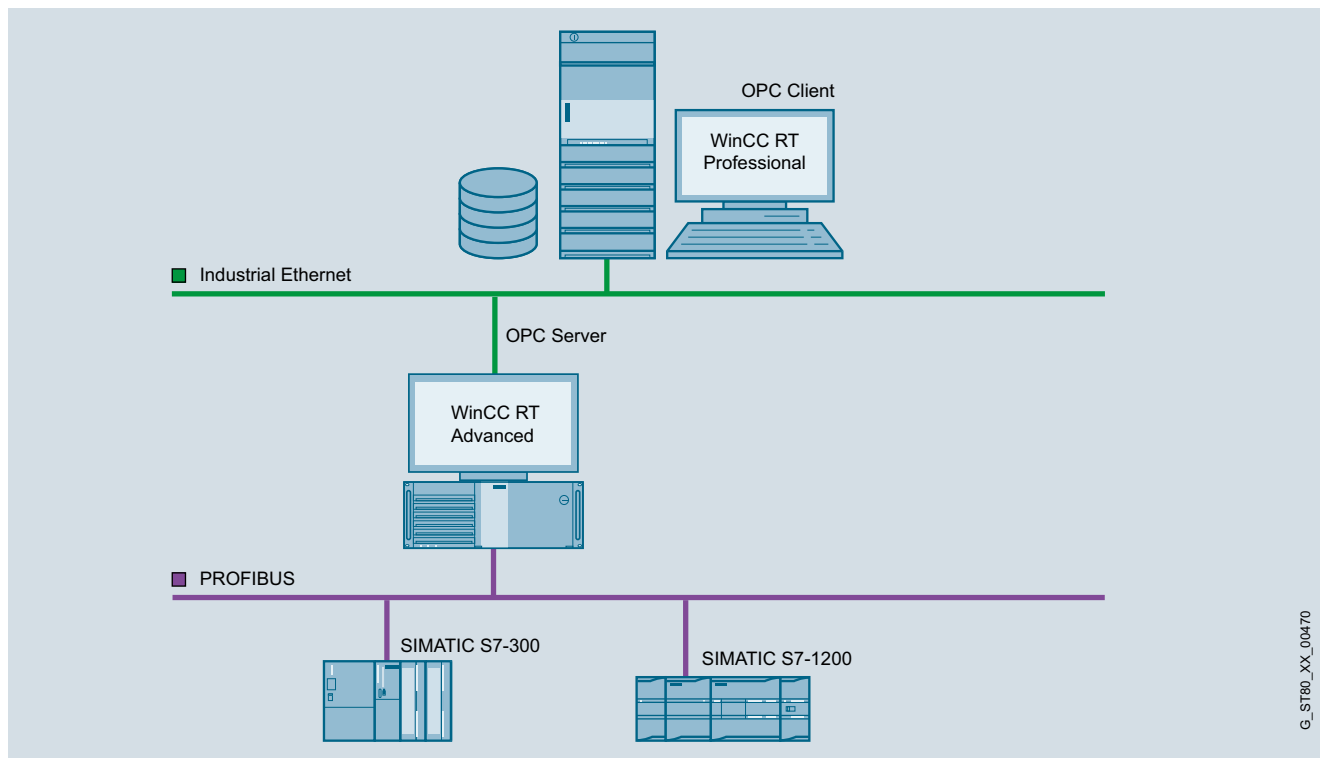 OPC Client
WinCC RT
Professional
Industrial Ethernet
OPC Server
WinCC RT
Advanced
PROFIBUS
SIMATIC S7-300
SIMATIC S7-1200
G_ST80_XX_00470